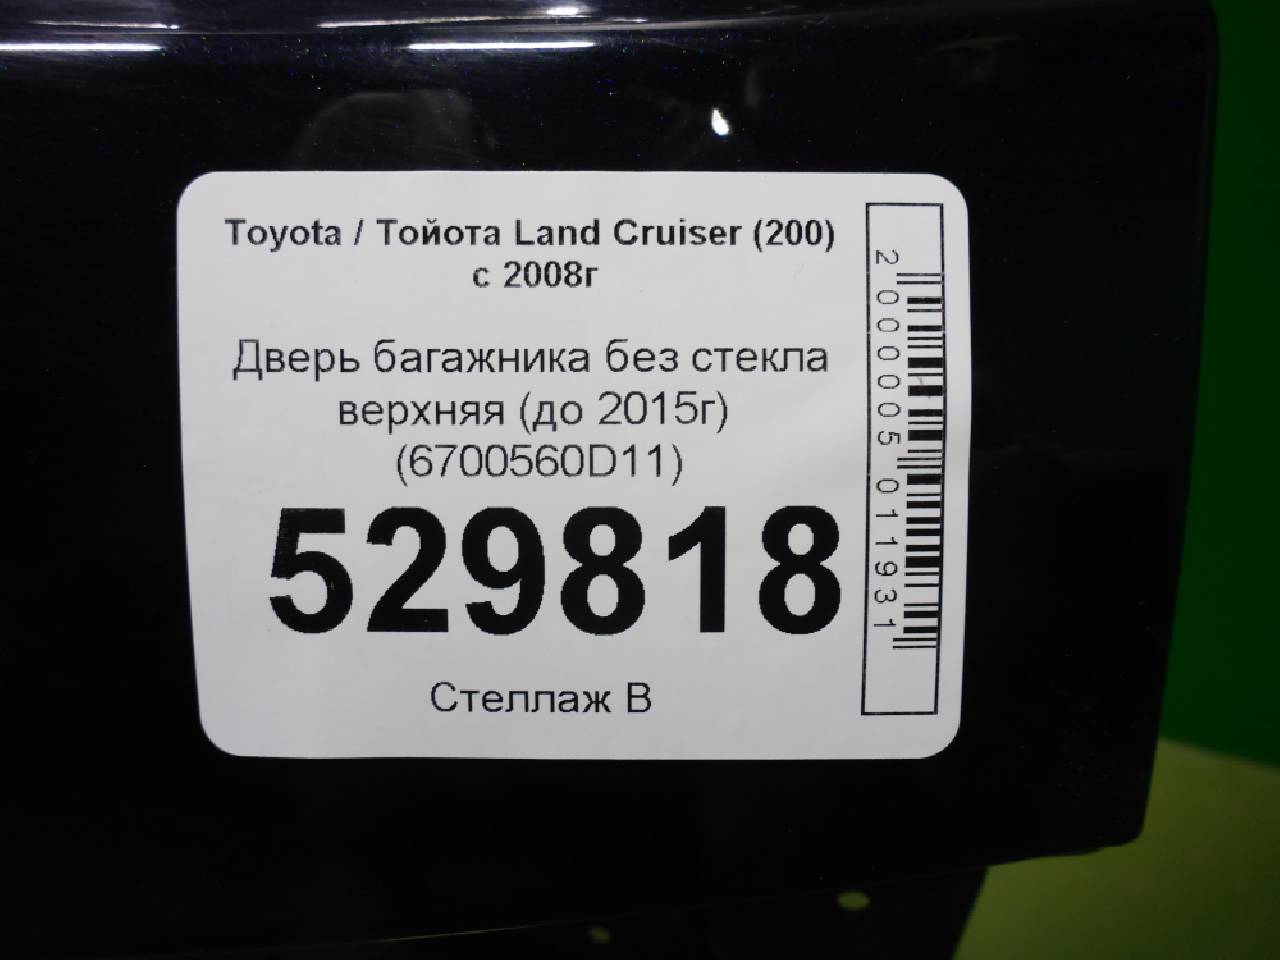 Toyota / Тойота Land Cruiser (200)
с 2008г
Дверь багажника без стекла
верхняя (до 2015г)
(6700560D11)
529818
Стеллаж В
2000005011931